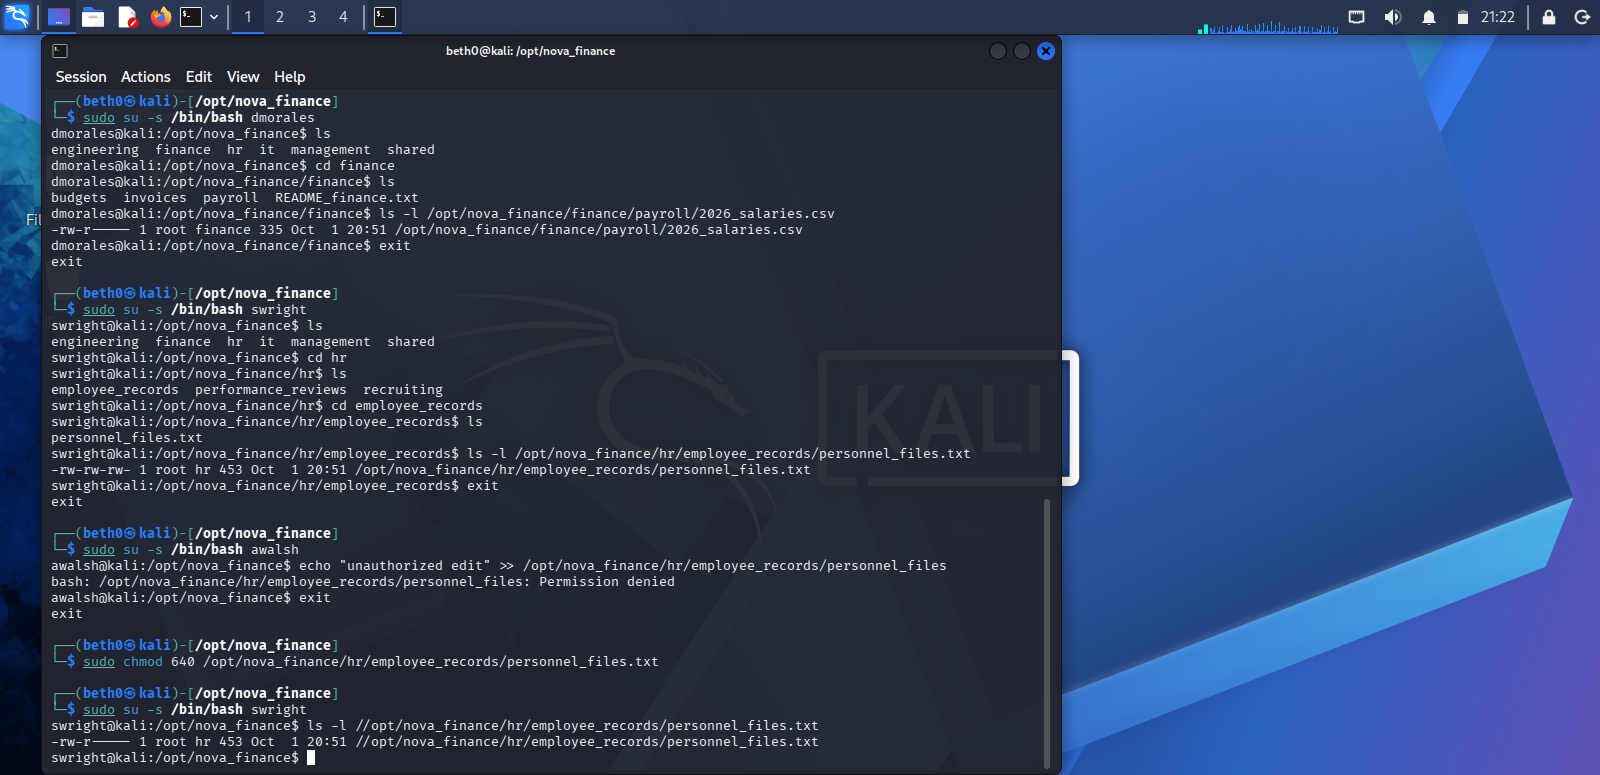 1 2 3 4 21:22
beth0@kali: /opt/nova_finance
Session Actions Edit View Help
┌──(beth0㉿kali)-[/opt/nova_finance]
└─$ sudo su -s /bin/bash dmorales
dmorales@kali:/opt/nova_finance$ ls
engineering  finance  hr  it  management  shared
dmorales@kali:/opt/nova_finance$ cd finance
dmorales@kali:/opt/nova_finance/finance$ ls
budgets  invoices  payroll  README_finance.txt
dmorales@kali:/opt/nova_finance/finance$ ls -l /opt/nova_finance/finance/payroll/2026_salaries.csv
-rw-r----- 1 root finance 335 Oct  1 20:51 /opt/nova_finance/finance/payroll/2026_salaries.csv
dmorales@kali:/opt/nova_finance/finance$ exit
exit
┌──(beth0㉿kali)-[/opt/nova_finance]
└─$ sudo su -s /bin/bash swright
swright@kali:/opt/nova_finance$ ls
engineering  finance  hr  it  management  shared
swright@kali:/opt/nova_finance$ cd hr
swright@kali:/opt/nova_finance/hr$ ls
employee_records  performance_reviews  recruiting
swright@kali:/opt/nova_finance/hr$ cd employee_records
swright@kali:/opt/nova_finance/hr/employee_records$ ls
personnel_files.txt
swright@kali:/opt/nova_finance/hr/employee_records$ ls -l /opt/nova_finance/hr/employee_records/personnel_files.txt
-rw-rw-rw- 1 root hr 453 Oct  1 20:51 /opt/nova_finance/hr/employee_records/personnel_files.txt
swright@kali:/opt/nova_finance/hr/employee_records$ exit
exit
┌──(beth0㉿kali)-[/opt/nova_finance]
└─$ sudo su -s /bin/bash awalsh
awalsh@kali:/opt/nova_finance$ echo "unauthorized edit" >> /opt/nova_finance/hr/employee_records/personnel_files
bash: /opt/nova_finance/hr/employee_records/personnel_files: Permission denied
awalsh@kali:/opt/nova_finance$ exit
exit
┌──(beth0㉿kali)-[/opt/nova_finance]
└─$ sudo chmod 640 /opt/nova_finance/hr/employee_records/personnel_files.txt
┌──(beth0㉿kali)-[/opt/nova_finance]
└─$ sudo su -s /bin/bash swright
swright@kali:/opt/nova_finance$ ls -l //opt/nova_finance/hr/employee_records/personnel_files.txt
-rw-r----- 1 root hr 453 Oct  1 20:51 //opt/nova_finance/hr/employee_records/personnel_files.txt
swright@kali:/opt/nova_finance$
Fil
KALI